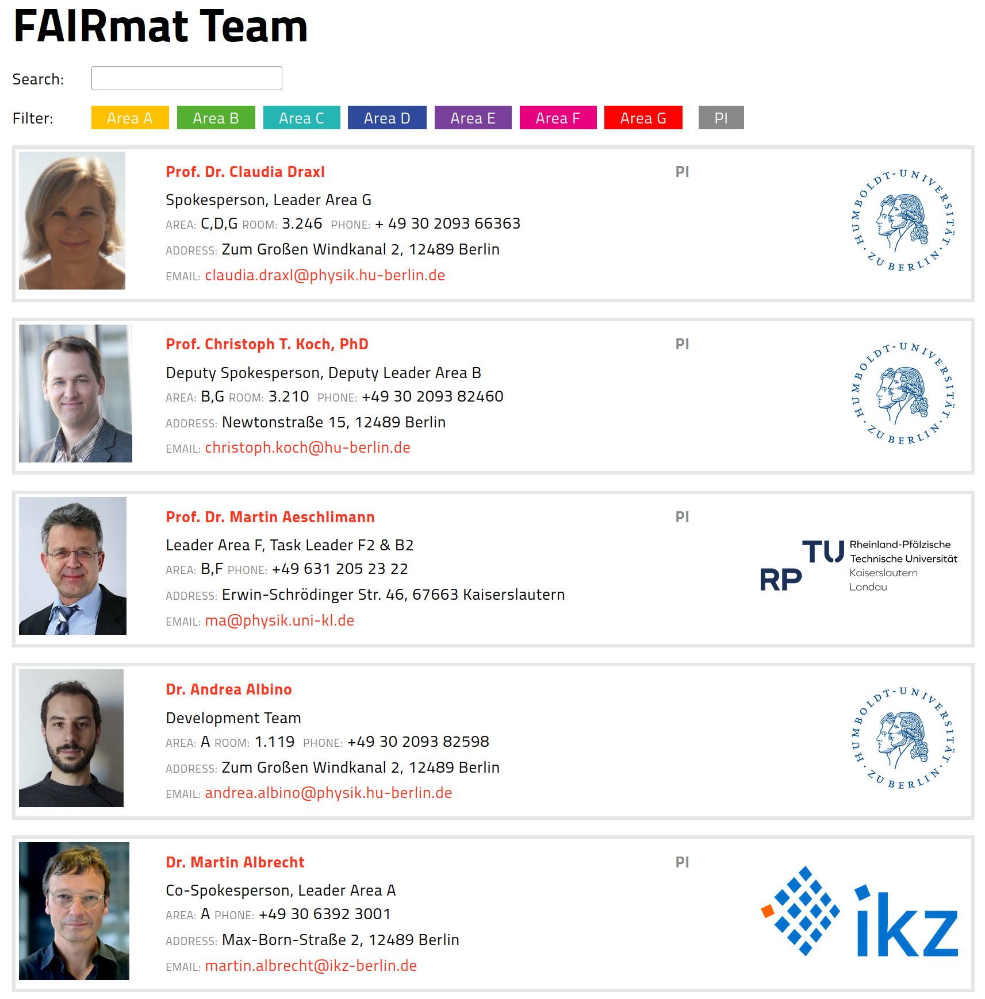 FAIRmat Team
Search:
Filter: Area A Area B Area C Area D Area E Area F Area G PI
Prof. Dr. Claudia Draxl PI
Spokesperson, Leader Area G
AREA: C,D,G ROOM: 3.246 PHONE: + 49 30 2093 66363
ADDRESS: Zum Großen Windkanal 2, 12489 Berlin
EMAIL: claudia.draxl@physik.hu-berlin.de
HUMBOLDT-UNIVERSITÄT · ZU BERLIN ·
Prof. Christoph T. Koch, PhD PI
Deputy Spokesperson, Deputy Leader Area B
AREA: B,G ROOM: 3.210 PHONE: +49 30 2093 82460
ADDRESS: Newtonstraße 15, 12489 Berlin
EMAIL: christoph.koch@hu-berlin.de
HUMBOLDT-UNIVERSITÄT · ZU BERLIN ·
Prof. Dr. Martin Aeschlimann PI
Leader Area F, Task Leader F2 & B2
AREA: B,F PHONE: +49 631 205 23 22
ADDRESS: Erwin-Schrödinger Str. 46, 67663 Kaiserslautern
EMAIL: ma@physik.uni-kl.de
RP TU
Rheinland-Pfälzische
Technische Universität
Kaiserslautern
Landau
Dr. Andrea Albino
Development Team
AREA: A ROOM: 1.119 PHONE: +49 30 2093 82598
ADDRESS: Zum Großen Windkanal 2, 12489 Berlin
EMAIL: andrea.albino@physik.hu-berlin.de
HUMBOLDT-UNIVERSITÄT · ZU BERLIN ·
Dr. Martin Albrecht PI
Co-Spokesperson, Leader Area A
AREA: A PHONE: +49 30 6392 3001
ADDRESS: Max-Born-Straße 2, 12489 Berlin
EMAIL: martin.albrecht@ikz-berlin.de
ikz